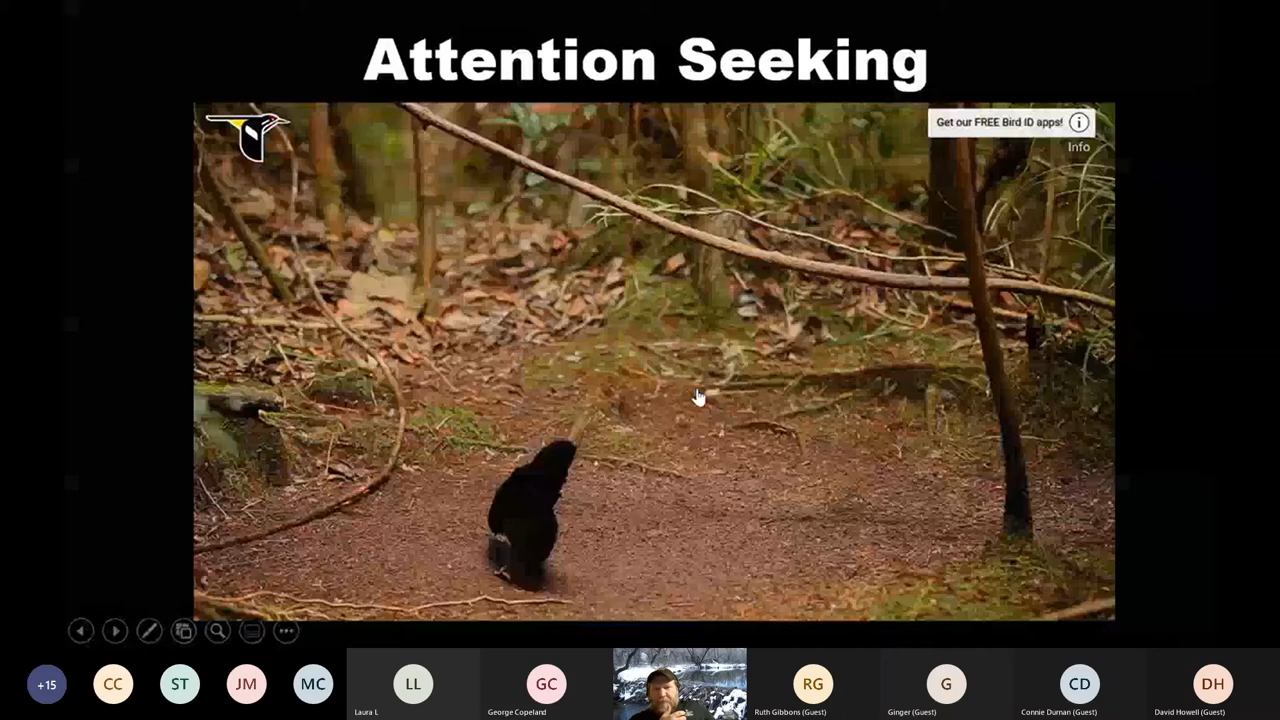 Attention Seeking
Get our FREE Bird ID apps!
Info
+15
CC
ST
JM
MC
LL
GC
RG
G
CD
DH
Laura L
George Copeland
Ruth Gibbons (Guest)
Ginger (Guest)
Connie Durnan (Guest)
David Howell (Guest)